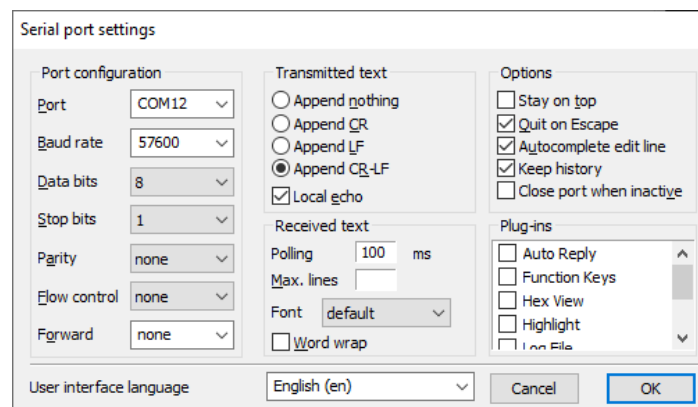 Serial port settings
Port configuration
Port COM12
Baud rate 57600
Data bits 8
Stop bits 1
Parity none
Flow control none
Forward none
Transmitted text
Append nothing
Append CR
Append LF
Append CR-LF
Local echo
Received text
Polling 100 ms
Max. lines
Font default
Word wrap
Options
Stay on top
Quit on Escape
Autocomplete edit line
Keep history
Close port when inactive
Plug-ins
Auto Reply
Function Keys
Hex View
Highlight
Log File
User interface language English (en) Cancel OK